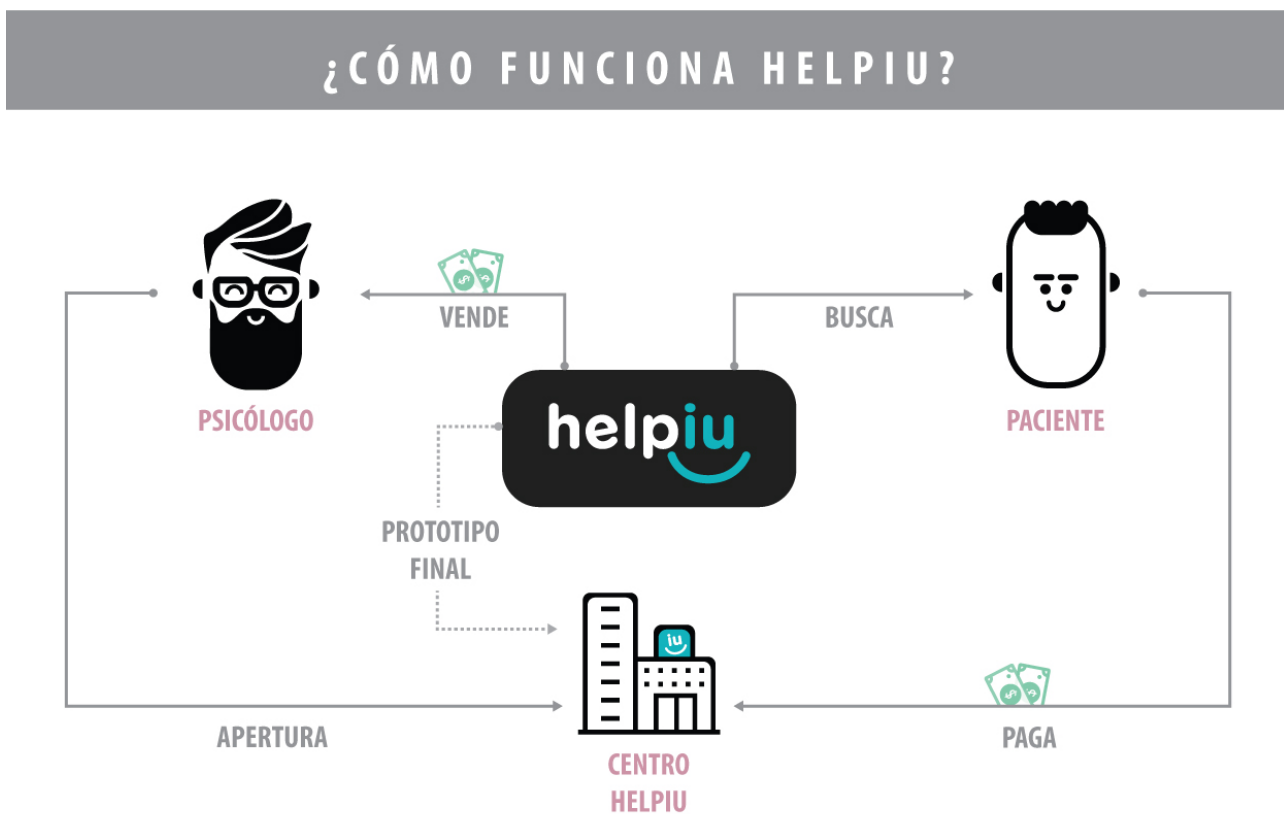 ¿CÓMO FUNCIONA HELPIU?
VENDE
BUSCA
PSICÓLOGO
helpiu
PACIENTE
PROTOTIPO
FINAL
iu
APERTURA
PAGA
CENTRO
HELPIU